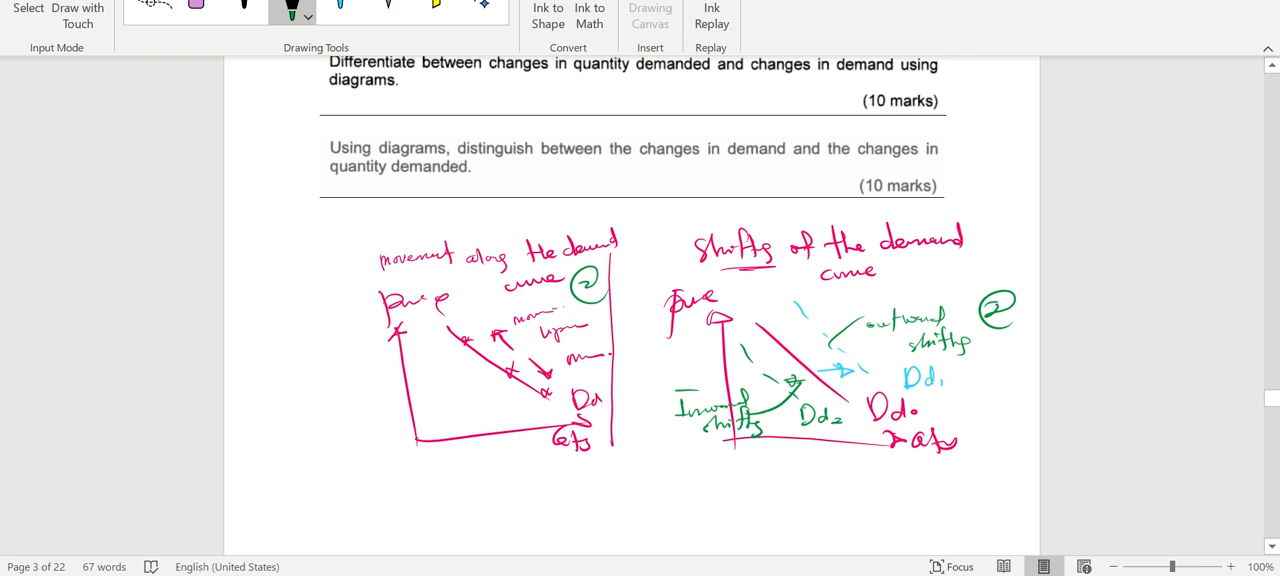 Select Draw with Touch
Ink to Shape
Ink to Math
Drawing Canvas
Ink Replay
Input Mode
Drawing Tools
Convert
Insert
Replay
Differentiate between changes in quantity demanded and changes in demand using
diagrams.
(10 marks)
Using diagrams, distinguish between the changes in demand and the changes in
quantity demanded.
(10 marks)
movement along the demand
curve 2
price
Dd
Qty
Shifts of the demand
curve
price
2
outward
shifts
Dd1
Inward
shifts
Dd2
Dd0
Qty
Page 3 of 22 67 words English (United States) Focus 100%